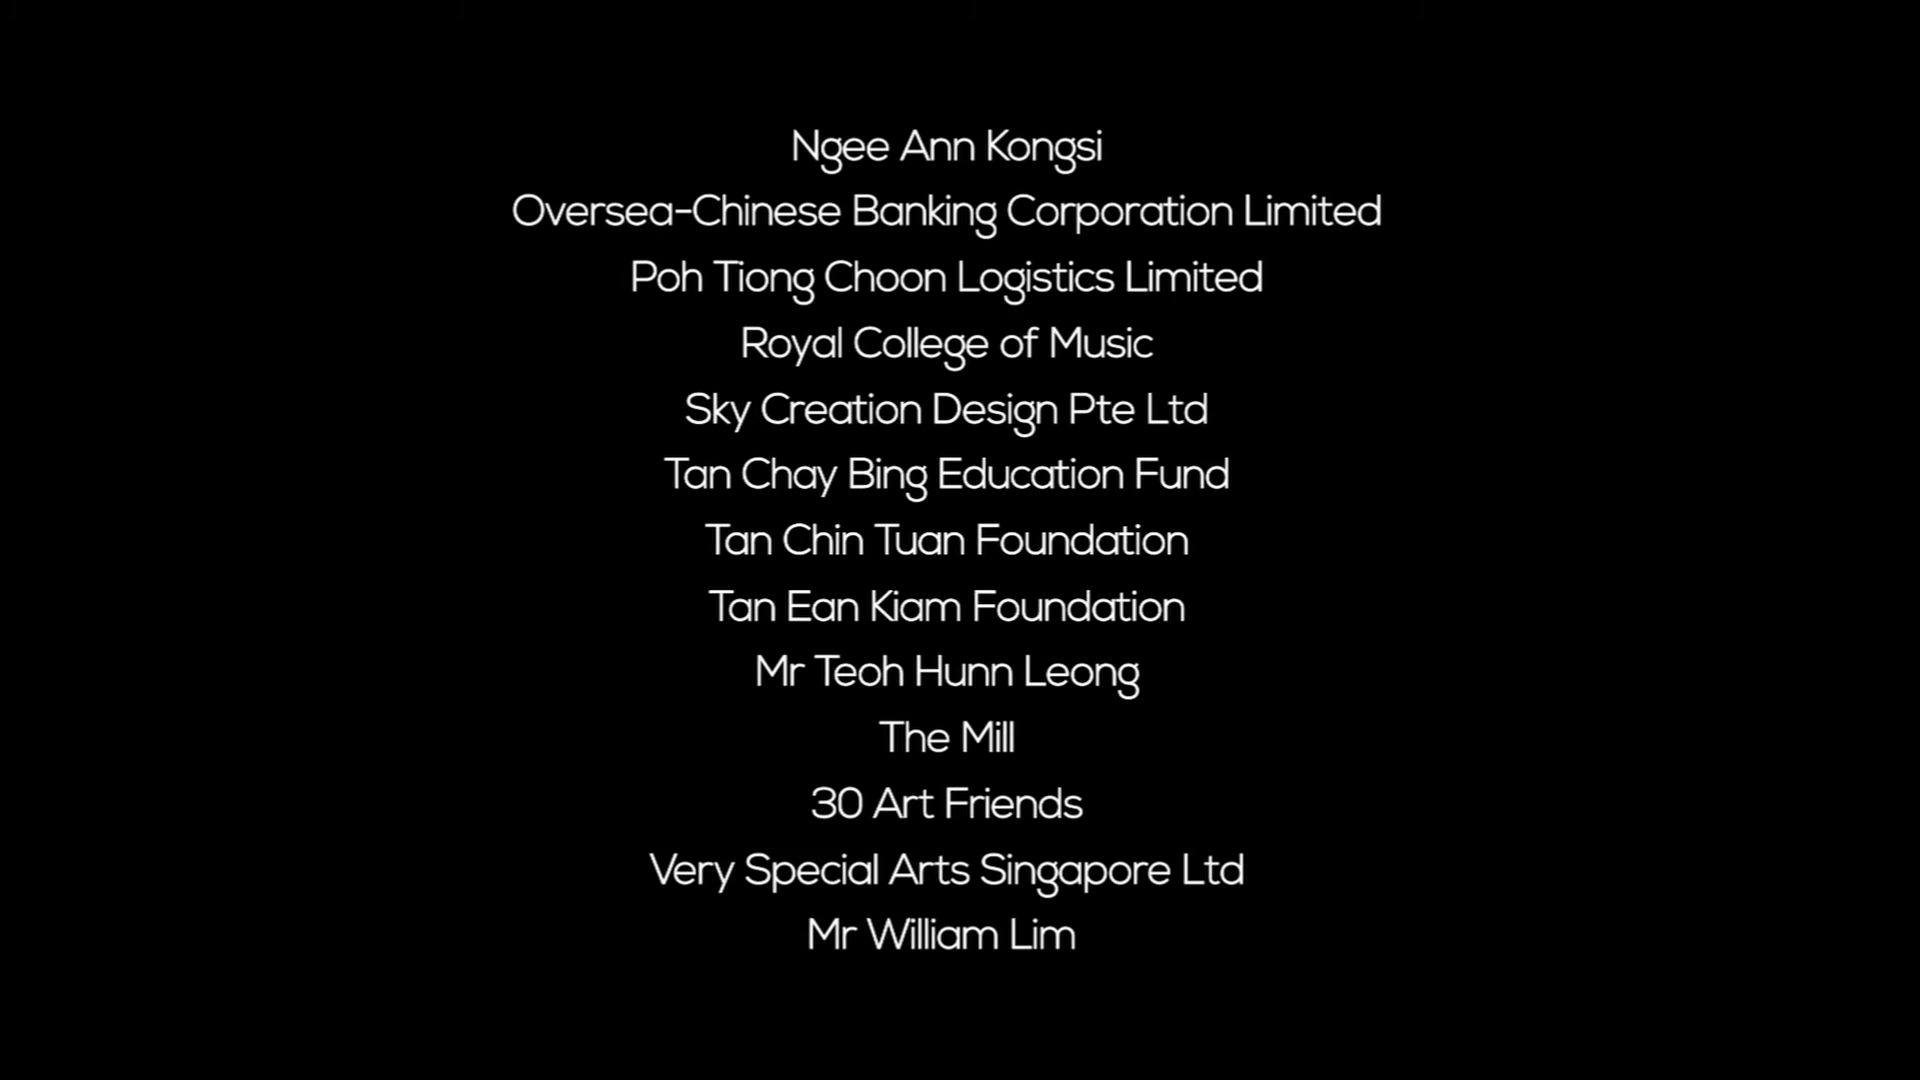 Ngee Ann Kongsi
Oversea-Chinese Banking Corporation Limited
Poh Tiong Choon Logistics Limited
Royal College of Music
Sky Creation Design Pte Ltd
Tan Chay Bing Education Fund
Tan Chin Tuan Foundation
Tan Ean Kiam Foundation
Mr Teoh Hunn Leong
The Mill
30 Art Friends
Very Special Arts Singapore Ltd
Mr William Lim